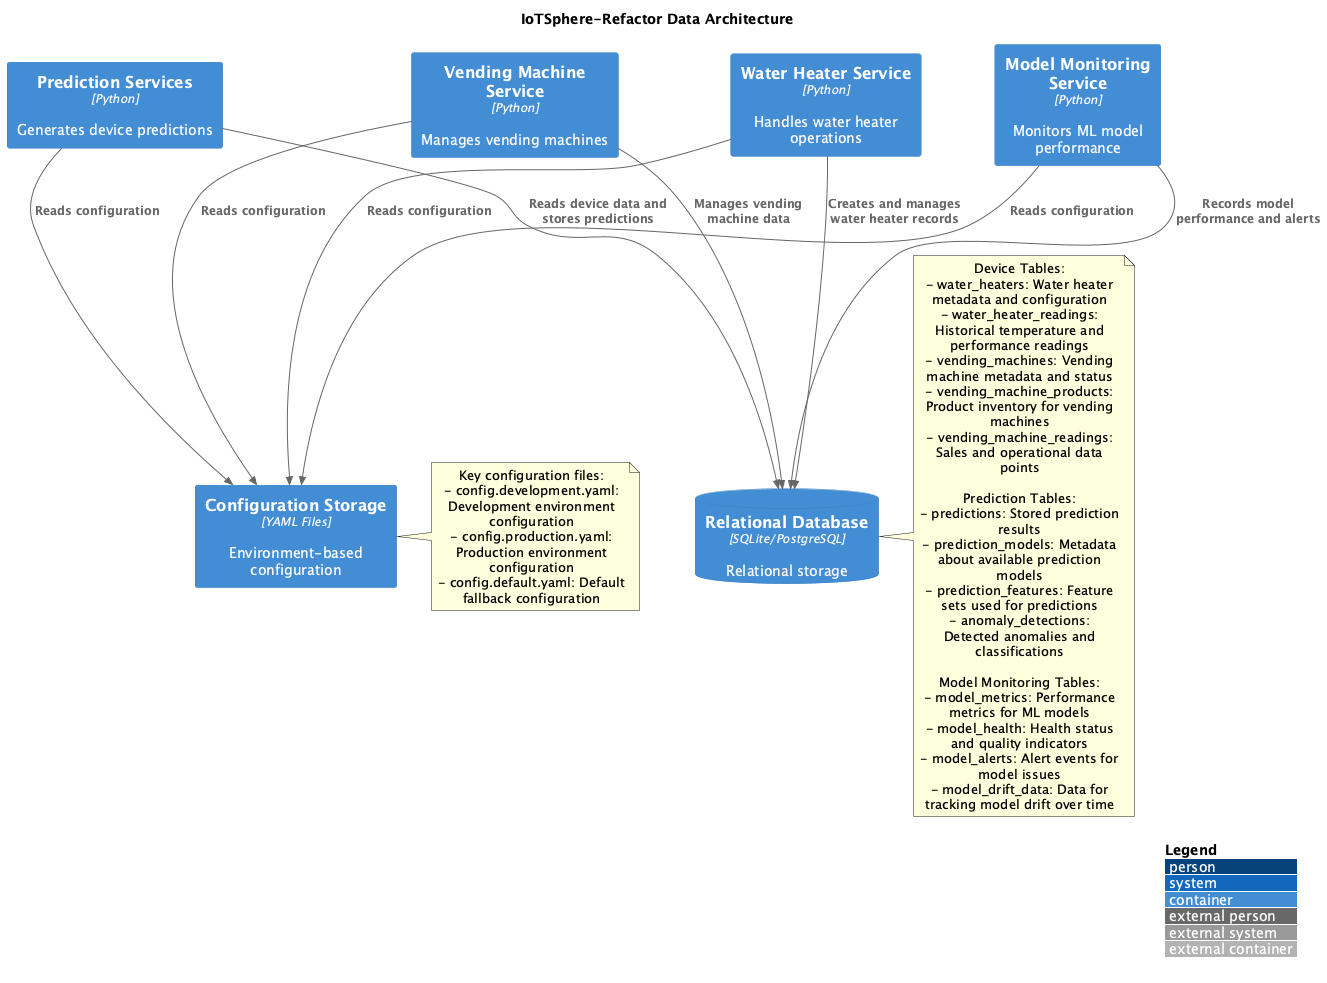 IoTSphere-Refactor Data Architecture
Prediction Services
[Python]
Generates device predictions
Vending Machine
Service
[Python]
Manages vending machines
Water Heater Service
[Python]
Handles water heater
operations
Model Monitoring
Service
[Python]
Monitors ML model
performance
Reads configuration
Reads configuration
Reads configuration
Reads device data and
stores predictions
Manages vending
machine data
Creates and manages
water heater records
Reads configuration
Records model
performance and alerts
Device Tables:
- water_heaters: Water heater
metadata and configuration
- water_heater_readings:
Historical temperature and
performance readings
- vending_machines: Vending
machine metadata and status
- vending_machine_products:
Product inventory for vending
machines
- vending_machine_readings:
Sales and operational data
points
Prediction Tables:
- predictions: Stored prediction
results
- prediction_models: Metadata
about available prediction
models
- prediction_features: Feature
sets used for predictions
- anomaly_detections:
Detected anomalies and
classifications
Model Monitoring Tables:
- model_metrics: Performance
metrics for ML models
- model_health: Health status
and quality indicators
- model_alerts: Alert events for
model issues
- model_drift_data: Data for
tracking model drift over time
Configuration Storage
[YAML Files]
Environment-based
configuration
Key configuration files:
- config.development.yaml:
Development environment
configuration
- config.production.yaml:
Production environment
configuration
- config.default.yaml: Default
fallback configuration
Relational Database
[SQLite/PostgreSQL]
Relational storage
Legend
person
system
container
external person
external system
external container